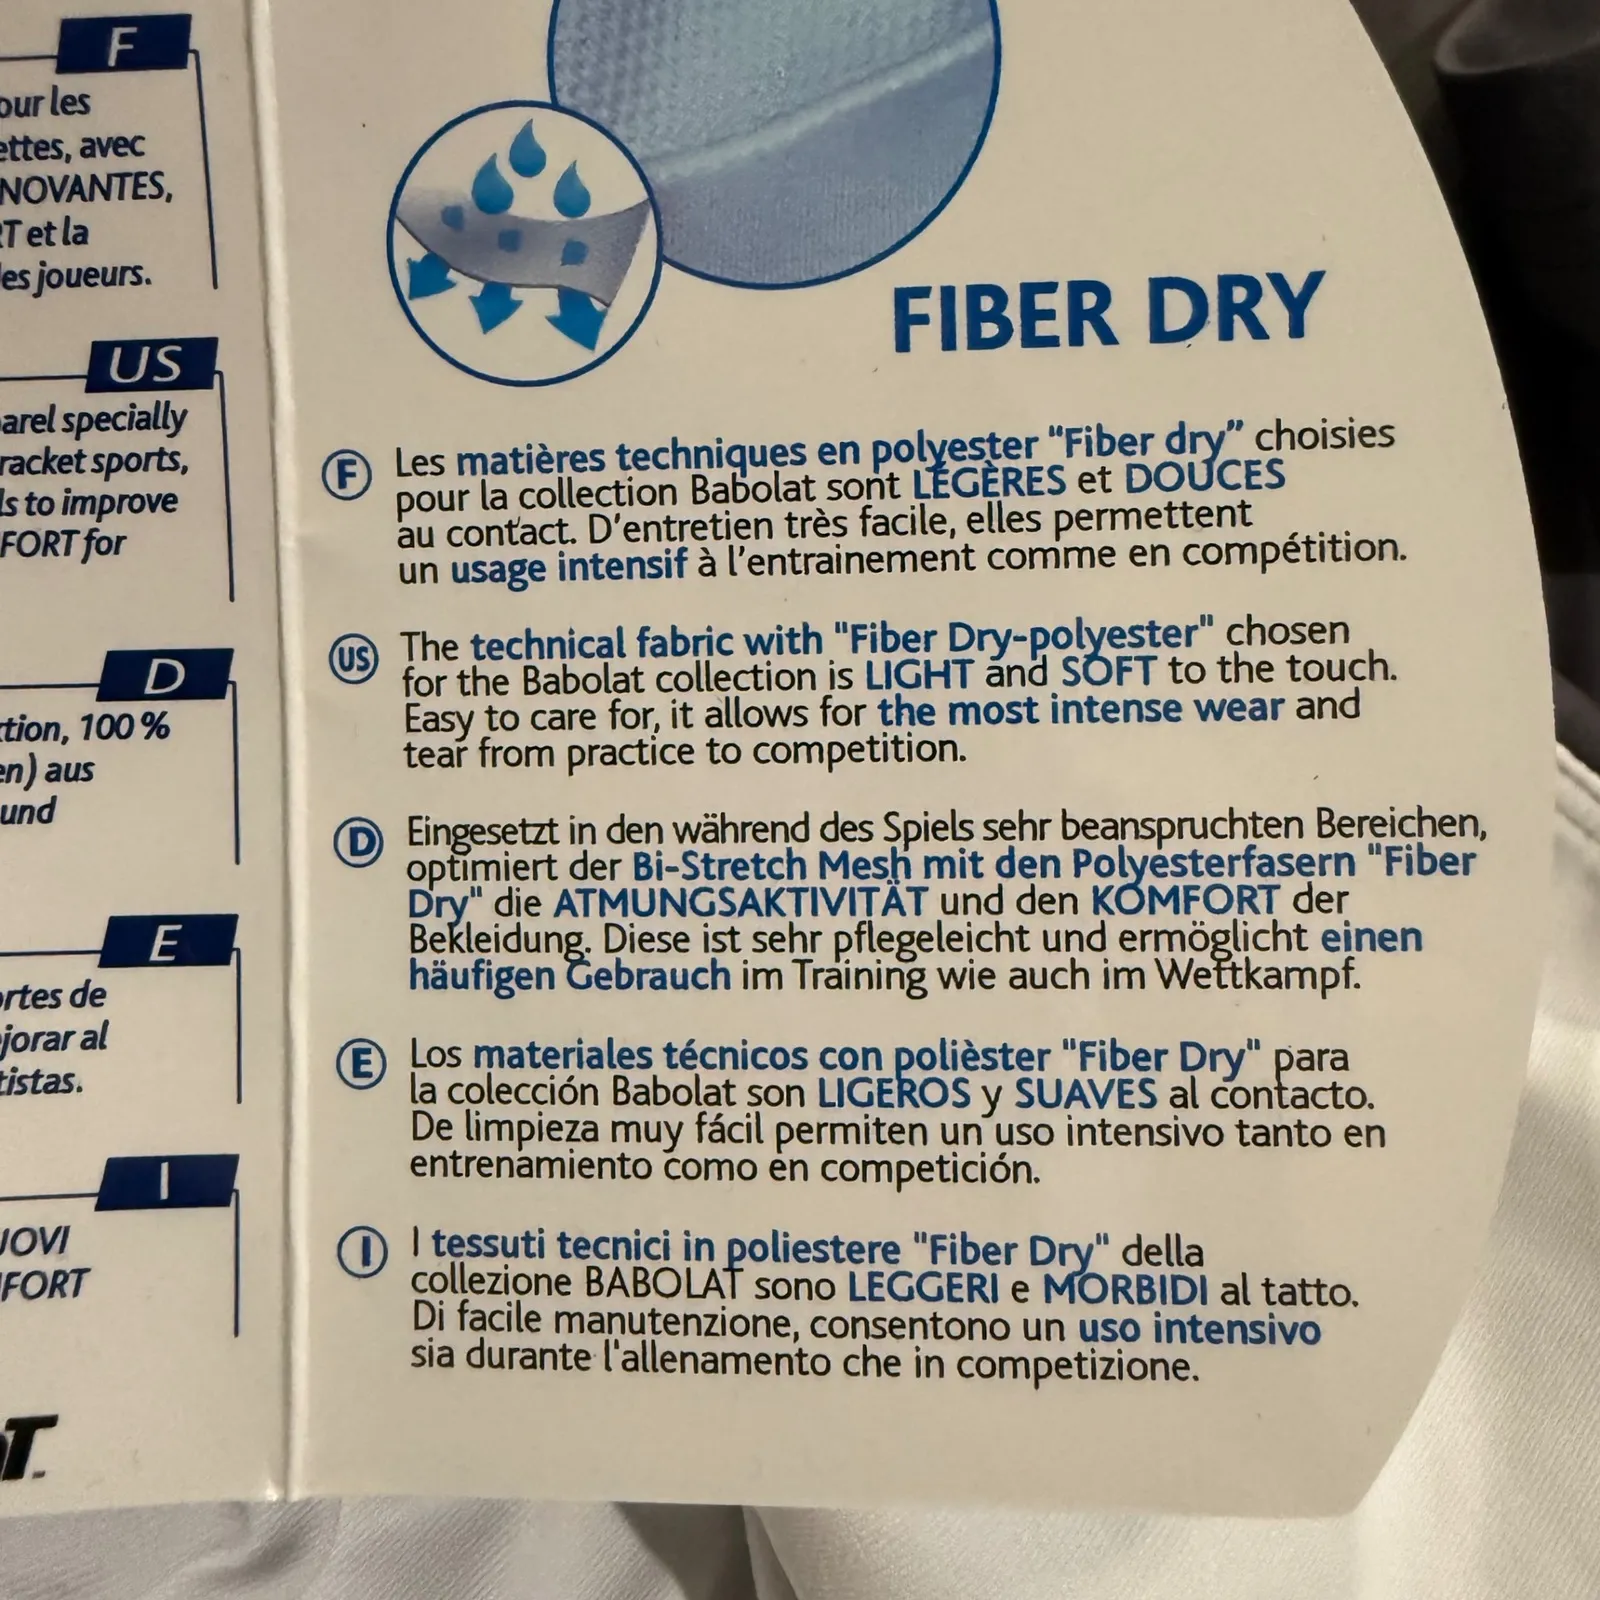 F
our les
ettes, avec
NOVANTES,
RT et la
les joueurs.
US
arel specially
racket sports,
ls to improve
FORT for
D
tion, 100 %
en) aus
und
E
ortes de
jorar al
tistas.
I
UOVI
FORT
T
FIBER DRY
F Les matières techniques en polyester "Fiber dry" choisies
pour la collection Babolat sont LÉGÈRES et DOUCES
au contact. D'entretien très facile, elles permettent
un usage intensif à l'entrainement comme en compétition.
US The technical fabric with "Fiber Dry-polyester" chosen
for the Babolat collection is LIGHT and SOFT to the touch.
Easy to care for, it allows for the most intense wear and
tear from practice to competition.
D Eingesetzt in den während des Spiels sehr beanspruchten Bereichen,
optimiert der Bi-Stretch Mesh mit den Polyesterfasern "Fiber
Dry" die ATMUNGSAKTIVITÄT und den KOMFORT der
Bekleidung. Diese ist sehr pflegeleicht und ermöglicht einen
häufigen Gebrauch im Training wie auch im Wettkampf.
E Los materiales técnicos con polièster "Fiber Dry" para
la colección Babolat son LIGEROS y SUAVES al contacto.
De limpieza muy fácil permiten un uso intensivo tanto en
entrenamiento como en competición.
I I tessuti tecnici in poliestere "Fiber Dry" della
collezione BABOLAT sono LEGGERI e MORBIDI al tatto.
Di facile manutenzione, consentono un uso intensivo
sia durante l'allenamento che in competizione.